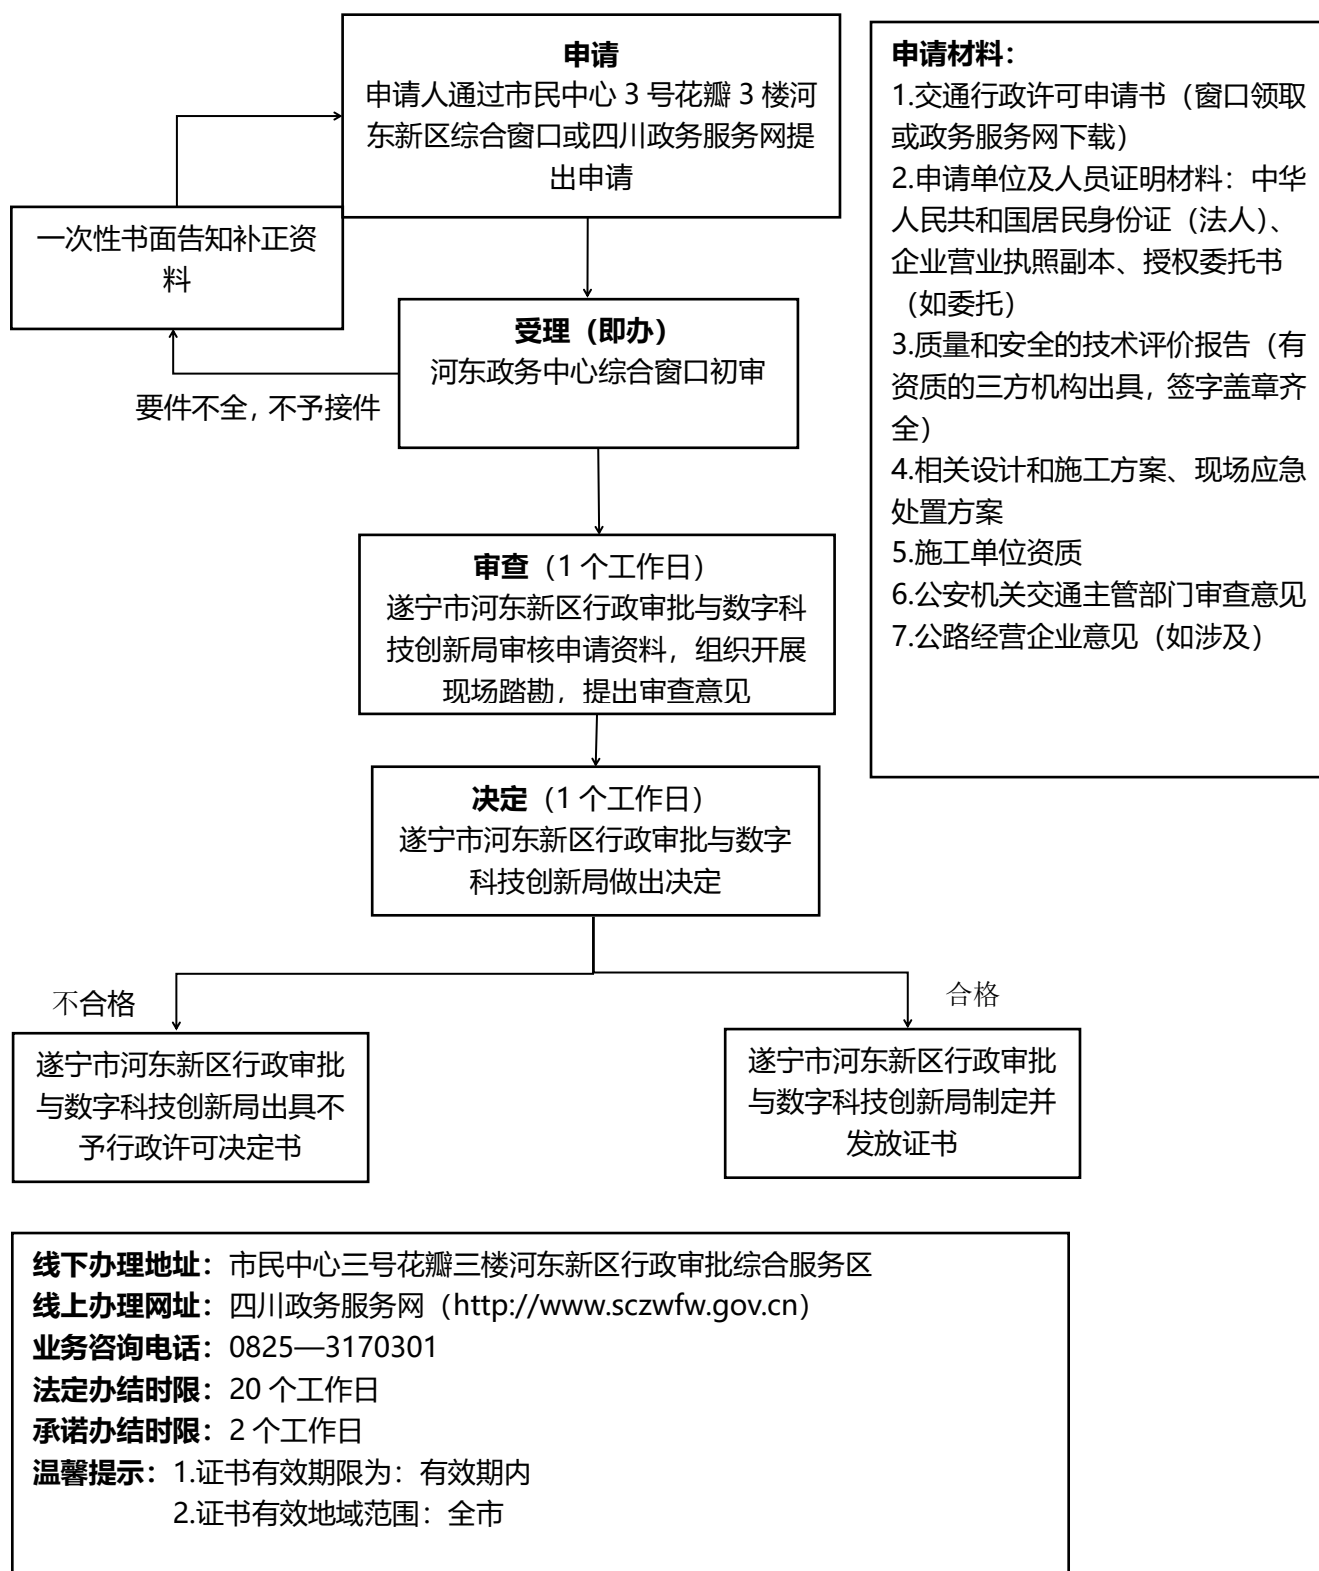 申请
申请人通过市民中心 3 号花瓣 3 楼河
东新区综合窗口或四川政务服务网提
出申请
申请材料：
1.交通行政许可申请书（窗口领取
或政务服务网下载）
2.申请单位及人员证明材料：中华
人民共和国居民身份证（法人）、
企业营业执照副本、授权委托书
（如委托）
3.质量和安全的技术评价报告（有
资质的三方机构出具，签字盖章齐
全）
4.相关设计和施工方案、现场应急
处置方案
5.施工单位资质
6.公安机关交通主管部门审查意见
7.公路经营企业意见（如涉及）
一次性书面告知补正资
料
受理（即办）
河东政务中心综合窗口初审
要件不全，不予接件
审查（1 个工作日）
遂宁市河东新区行政审批与数字科
技创新局审核申请资料，组织开展
现场踏勘，提出审查意见
决定（1 个工作日）
遂宁市河东新区行政审批与数字
科技创新局做出决定
不合格
合格
遂宁市河东新区行政审批
与数字科技创新局出具不
予行政许可决定书
遂宁市河东新区行政审批
与数字科技创新局制定并
发放证书
线下办理地址：市民中心三号花瓣三楼河东新区行政审批综合服务区
线上办理网址：四川政务服务网（http://www.sczwfw.gov.cn）
业务咨询电话：0825—3170301
法定办结时限：20 个工作日
承诺办结时限：2 个工作日
温馨提示：1.证书有效期限为：有效期内
2.证书有效地域范围：全市